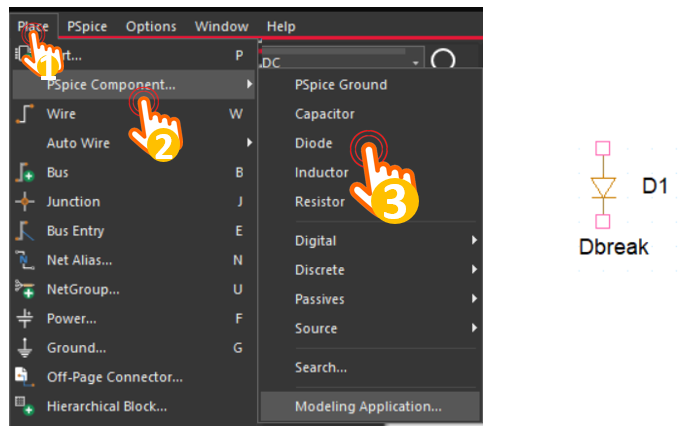 Place PSpice Options Window Help
1
P
DC
PSpice Component...
PSpice Ground
2
Wire W
Capacitor
Auto Wire
Diode
Bus B
Inductor
3
Junction J
Resistor
Bus Entry E
Digital
Net Alias... N
Discrete
NetGroup... U
Passives
Power... F
Source
Ground... G
Search...
Off-Page Connector...
Hierarchical Block...
Modeling Application...
D1
Dbreak